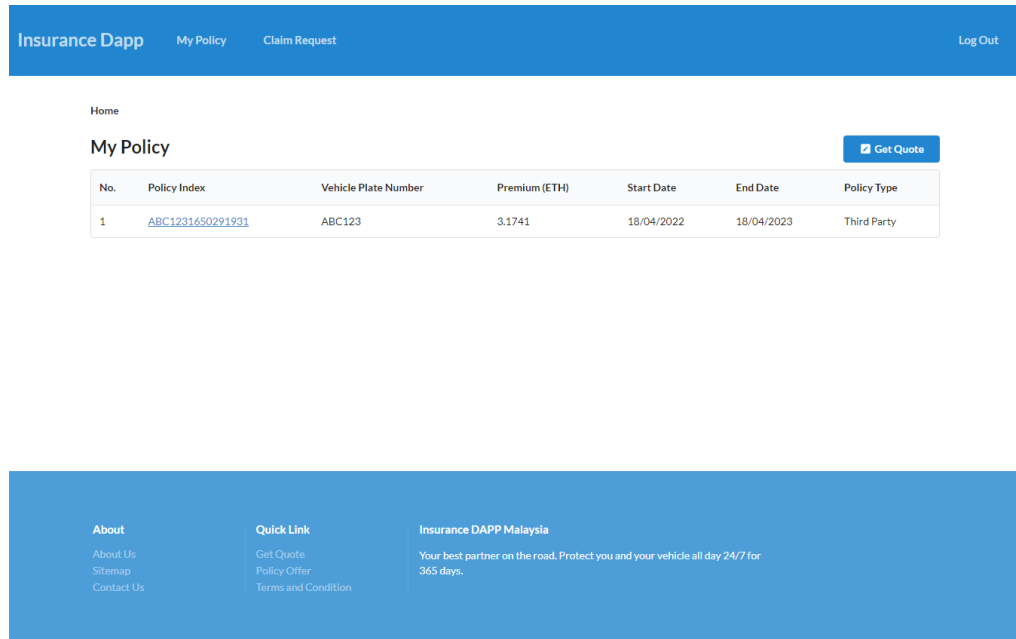 Insurance Dapp My Policy Claim Request Log Out
Home
My Policy
Get Quote
No. Policy Index Vehicle Plate Number Premium (ETH) Start Date End Date Policy Type
1 ABC1231650291931 ABC123 3.1741 18/04/2022 18/04/2023 Third Party
About
About Us
Sitemap
Contact Us
Quick Link
Get Quote
Policy Offer
Terms and Condition
Insurance DAPP Malaysia
Your best partner on the road. Protect you and your vehicle all day 24/7 for
365 days.